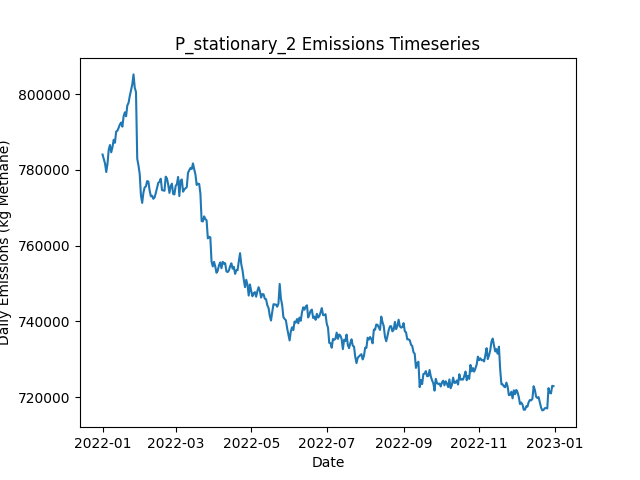 P_stationary_2 Emissions Timeseries
Daily Emissions (kg Methane)
800000
780000
760000
740000
720000
2022-01 2022-03 2022-05 2022-07 2022-09 2022-11 2023-01
Date